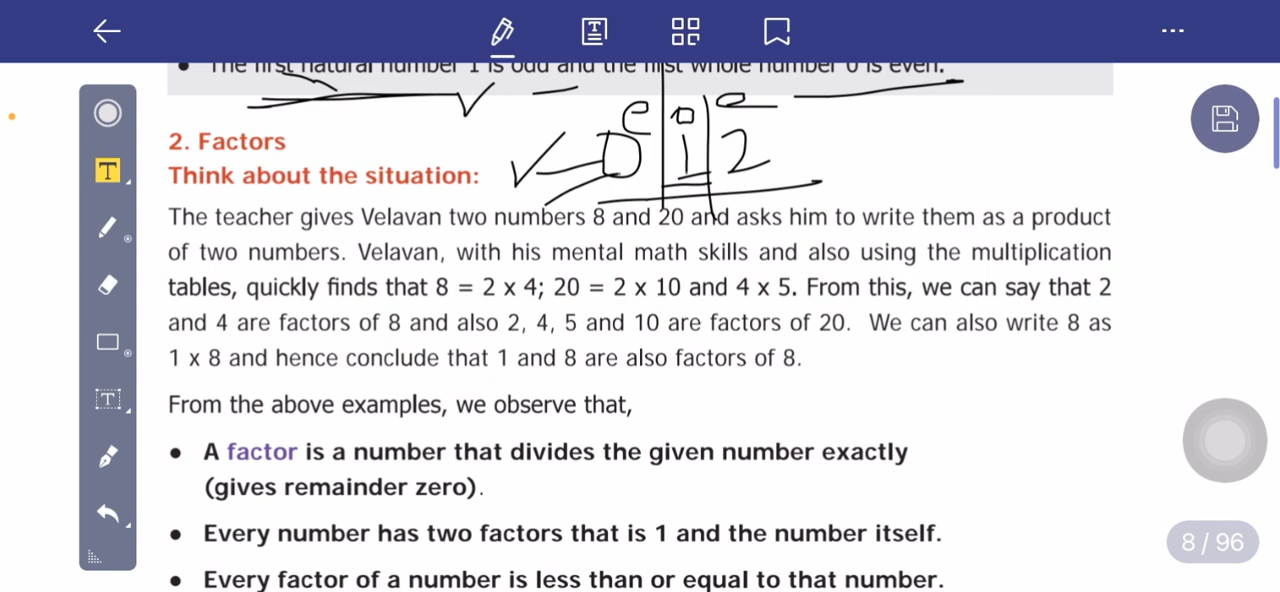 • The first natural number 1 is odd and the first whole number 0 is even.
e o e
0 1 2
2. Factors
Think about the situation:
The teacher gives Velavan two numbers 8 and 20 and asks him to write them as a product
of two numbers. Velavan, with his mental math skills and also using the multiplication
tables, quickly finds that 8 = 2 x 4; 20 = 2 x 10 and 4 x 5. From this, we can say that 2
and 4 are factors of 8 and also 2, 4, 5 and 10 are factors of 20. We can also write 8 as
1 x 8 and hence conclude that 1 and 8 are also factors of 8.
From the above examples, we observe that,
• A factor is a number that divides the given number exactly
(gives remainder zero).
• Every number has two factors that is 1 and the number itself.
• Every factor of a number is less than or equal to that number.
8 / 96